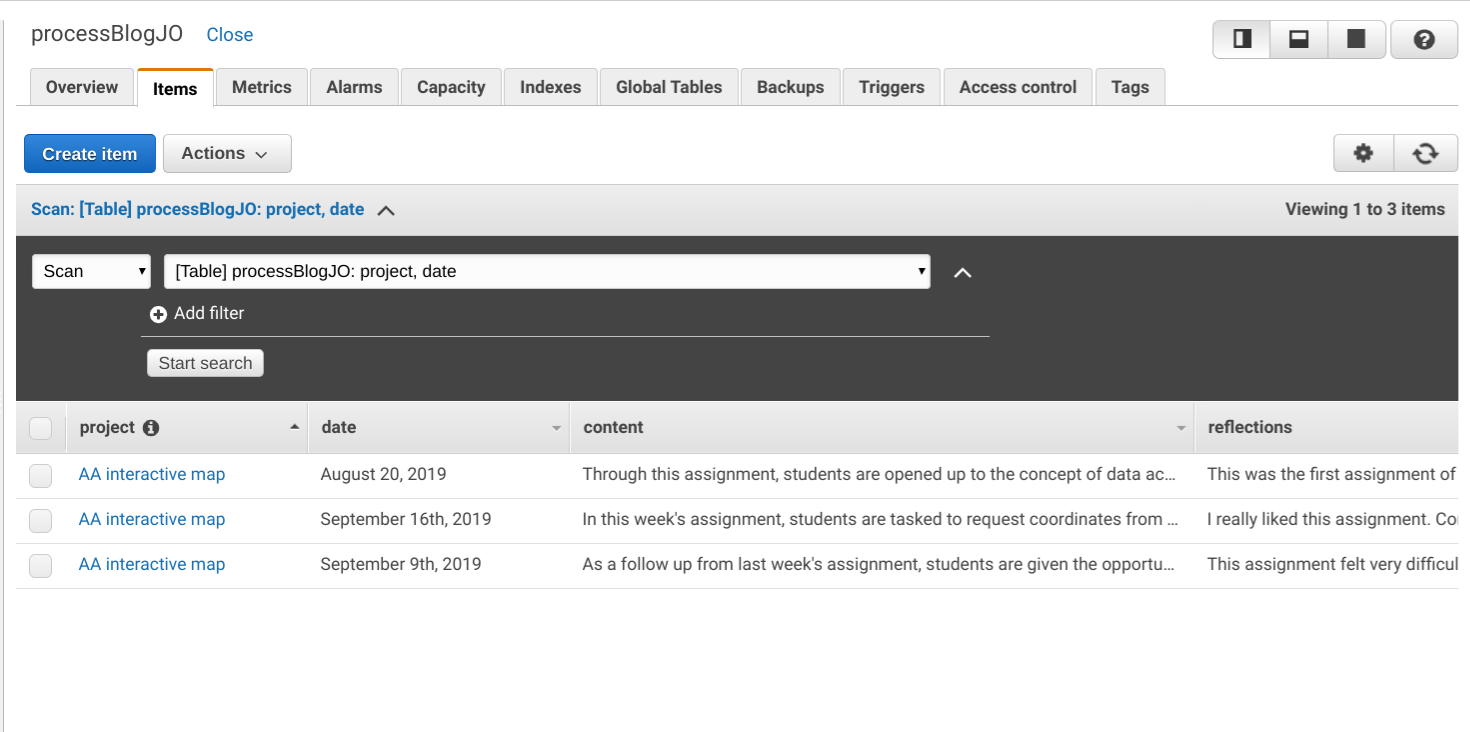 processBlogJO Close
Overview Items Metrics Alarms Capacity Indexes Global Tables Backups Triggers Access control Tags
Create item Actions
Scan: [Table] processBlogJO: project, date Viewing 1 to 3 items
Scan [Table] processBlogJO: project, date
Add filter
Start search
project date content reflections
AA interactive map August 20, 2019 Through this assignment, students are opened up to the concept of data ac... This was the first assignment of
AA interactive map September 16th, 2019 In this week's assignment, students are tasked to request coordinates from ... I really liked this assignment. Co
AA interactive map September 9th, 2019 As a follow up from last week's assignment, students are given the opportu... This assignment felt very difficul